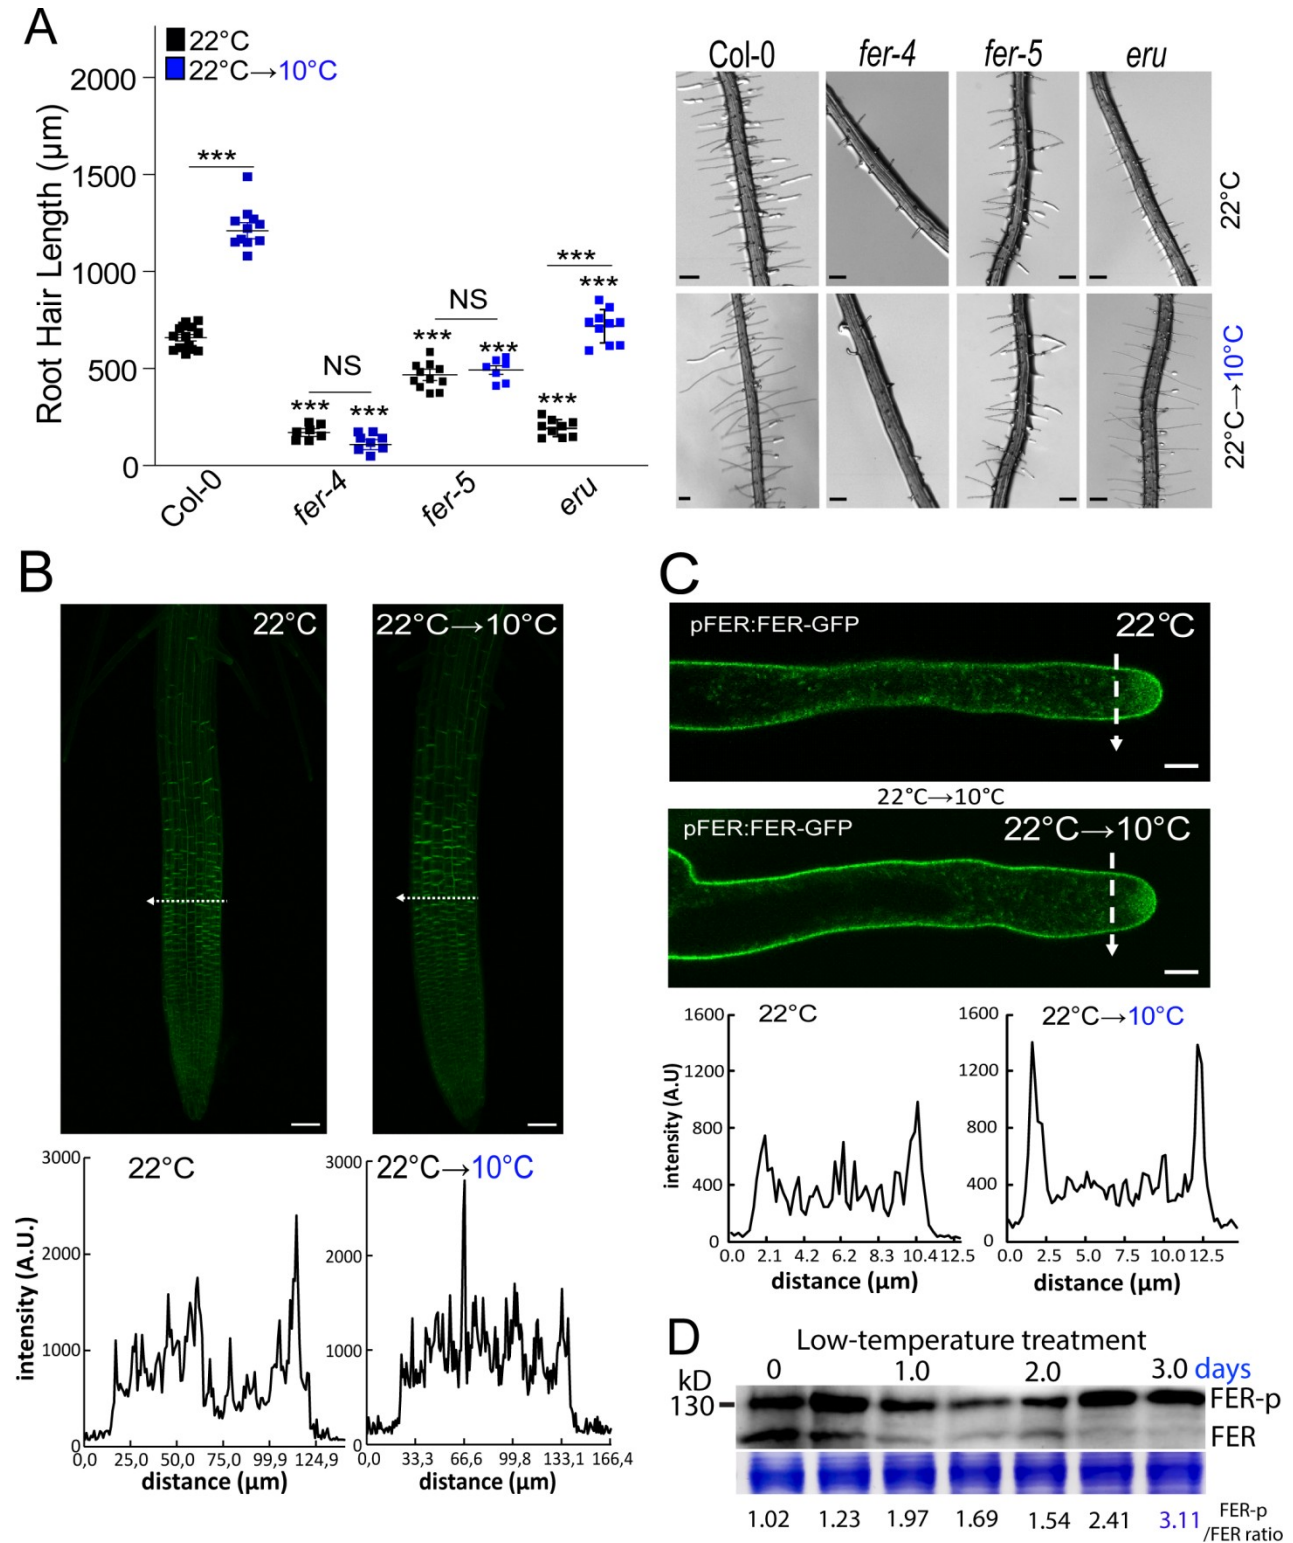 A
22°C
22°C→10°C
Root Hair Length (µm)
2000
1500
1000
500
0
***
***
NS
***
***
NS
***
***
***
***
Col-0
fer-4
fer-5
eru
Col-0 fer-4 fer-5 eru
22°C
22°C→10°C
B
22°C
22°C→10°C
intensity (A.U.)
3000
2000
1000
0
22°C
0,0 25,0 50,0 75,0 99,9 124,9
distance (µm)
3000
2000
1000
0
22°C→10°C
0,0 33,3 66,6 99,8 133,1 166,4
distance (µm)
C
pFER:FER-GFP 22°C
22°C→10°C
pFER:FER-GFP 22°C→10°C
intensity (A.U)
1600
1200
800
400
0
22°C
0.0 2.1 4.2 6.2 8.3 10.4 12.5
distance (µm)
1600
1200
800
400
0
22°C→10°C
0.0 2.5 5.0 7.5 10.0 12.5
distance (µm)
D
Low-temperature treatment
0 1.0 2.0 3.0 days
kD
130
FER-p
FER
1.02 1.23 1.97 1.69 1.54 2.41 3.11
FER-p
/FER ratio